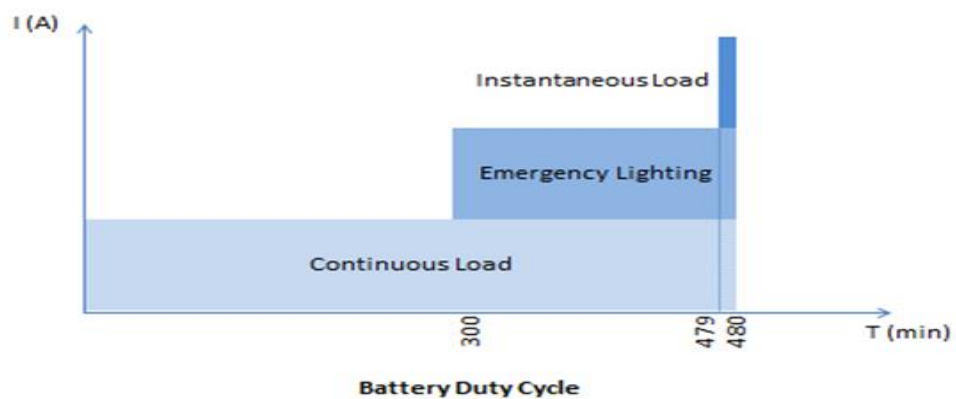 I (A)
Instantaneous Load
Emergency Lighting
Continuous Load
300
479
480
T (min)
Battery Duty Cycle